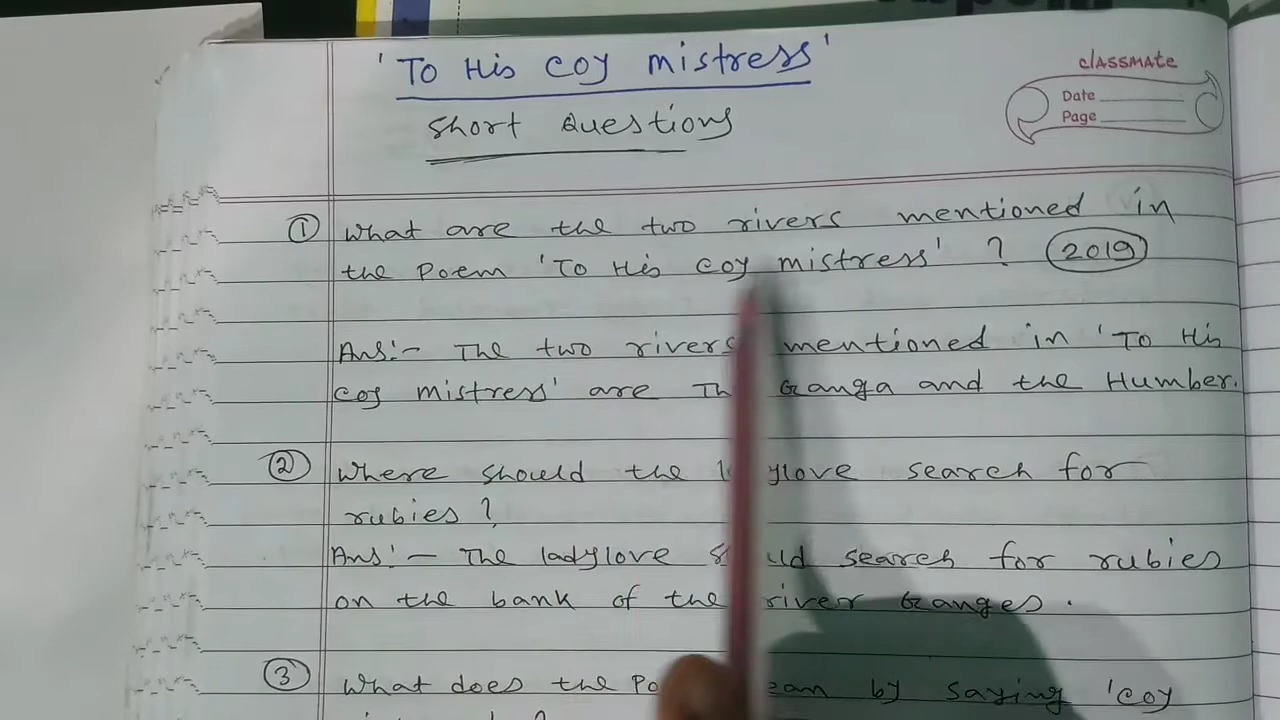 'To His coy mistress'
Short Questions
classmate
Date
Page
① What are the two rivers mentioned in
the Poem 'To His coy mistress' ? 2019
Ans:- The two rivers mentioned in 'To His
coy mistress' are Ganga and the Humber.
② Where should the ladylove search for
rubies ?
Ans:- The ladylove should search for rubies
on the bank of the river Ganges.
③ What does the by saying 'coy